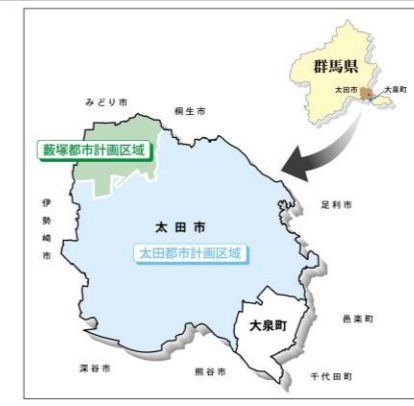 群馬県
太田市
大泉町
みどり市
桐生市
藪塚都市計画区域
伊勢崎市
足利市
太田市
太田都市計画区域
大泉町
邑楽町
深谷市
熊谷市
千代田町